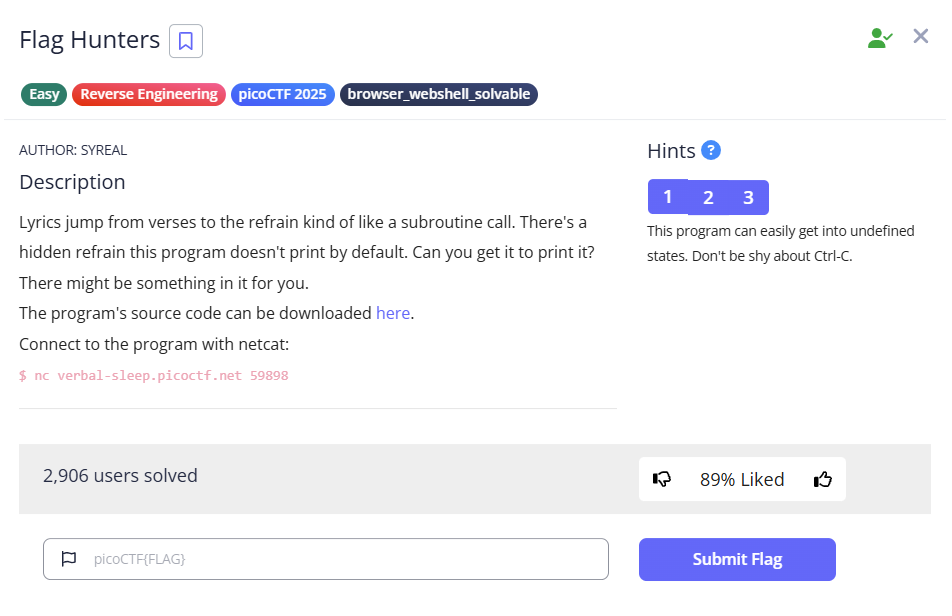 Flag Hunters
Easy Reverse Engineering picoCTF 2025 browser_webshell_solvable
AUTHOR: SYREAL
Description
Lyrics jump from verses to the refrain kind of like a subroutine call. There's a
hidden refrain this program doesn't print by default. Can you get it to print it?
There might be something in it for you.
The program's source code can be downloaded here.
Connect to the program with netcat:
$ nc verbal-sleep.picoctf.net 59898
Hints ?
1 2 3
This program can easily get into undefined
states. Don't be shy about Ctrl-C.
2,906 users solved
89% Liked
picoCTF{FLAG}
Submit Flag